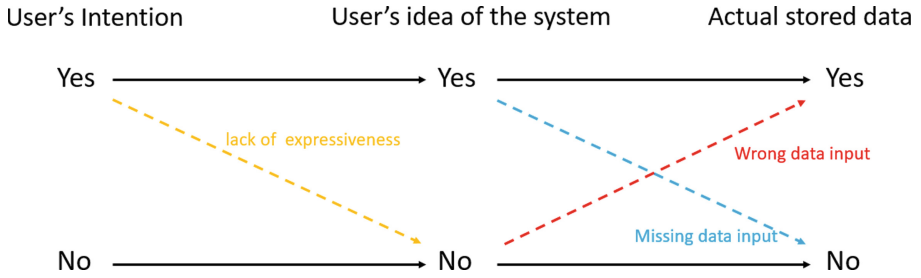 User's Intention
User's idea of the system
Actual stored data
Yes
Yes
Yes
lack of expressiveness
Wrong data input
Missing data input
No
No
No